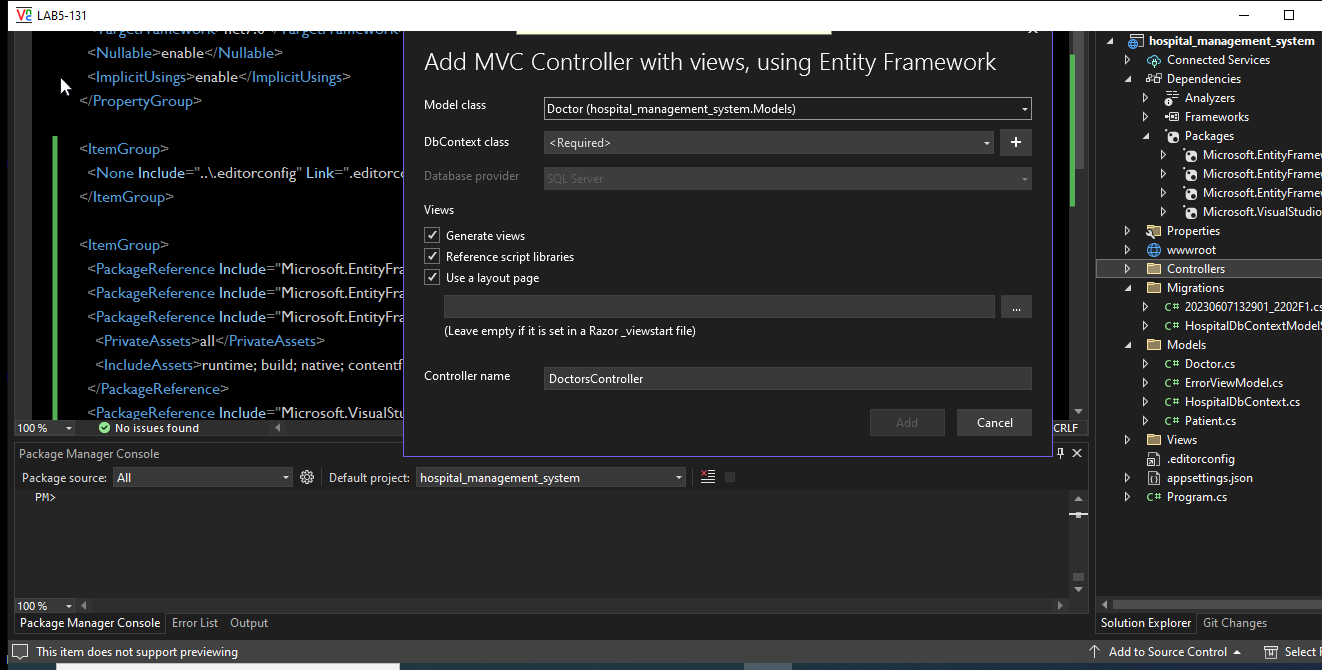 LAB5-131
<TargetFramework>net7.0</TargetFramework>
<Nullable>enable</Nullable>
<ImplicitUsings>enable</ImplicitUsings>
</PropertyGroup>
<ItemGroup>
<None Include="..\.editorconfig" Link=".editorco
</ItemGroup>
<ItemGroup>
<PackageReference Include="Microsoft.EntityFra
<PackageReference Include="Microsoft.EntityFra
<PackageReference Include="Microsoft.EntityFra
<PrivateAssets>all</PrivateAssets>
<IncludeAssets>runtime; build; native; contentf
</PackageReference>
<PackageReference Include="Microsoft.VisualStu
100 %
No issues found
CRLF
Add MVC Controller with views, using Entity Framework
Model class
Doctor (hospital_management_system.Models)
DbContext class
<Required>
Database provider
SQL Server
Views
Generate views
Reference script libraries
Use a layout page
...
(Leave empty if it is set in a Razor _viewstart file)
Controller name
DoctorsController
Add
Cancel
Package Manager Console
Package source: All
Default project: hospital_management_system
PM>
100 %
Package Manager Console
Error List
Output
This item does not support previewing
hospital_management_system
Connected Services
Dependencies
Analyzers
Frameworks
Packages
Microsoft.EntityFrame
Microsoft.EntityFrame
Microsoft.EntityFrame
Microsoft.VisualStudio
Properties
wwwroot
Controllers
Migrations
C# 20230607132901_2202F1.cs
C# HospitalDbContextModelS
Models
C# Doctor.cs
C# ErrorViewModel.cs
C# HospitalDbContext.cs
C# Patient.cs
Views
.editorconfig
appsettings.json
C# Program.cs
Solution Explorer
Git Changes
Add to Source Control
Select